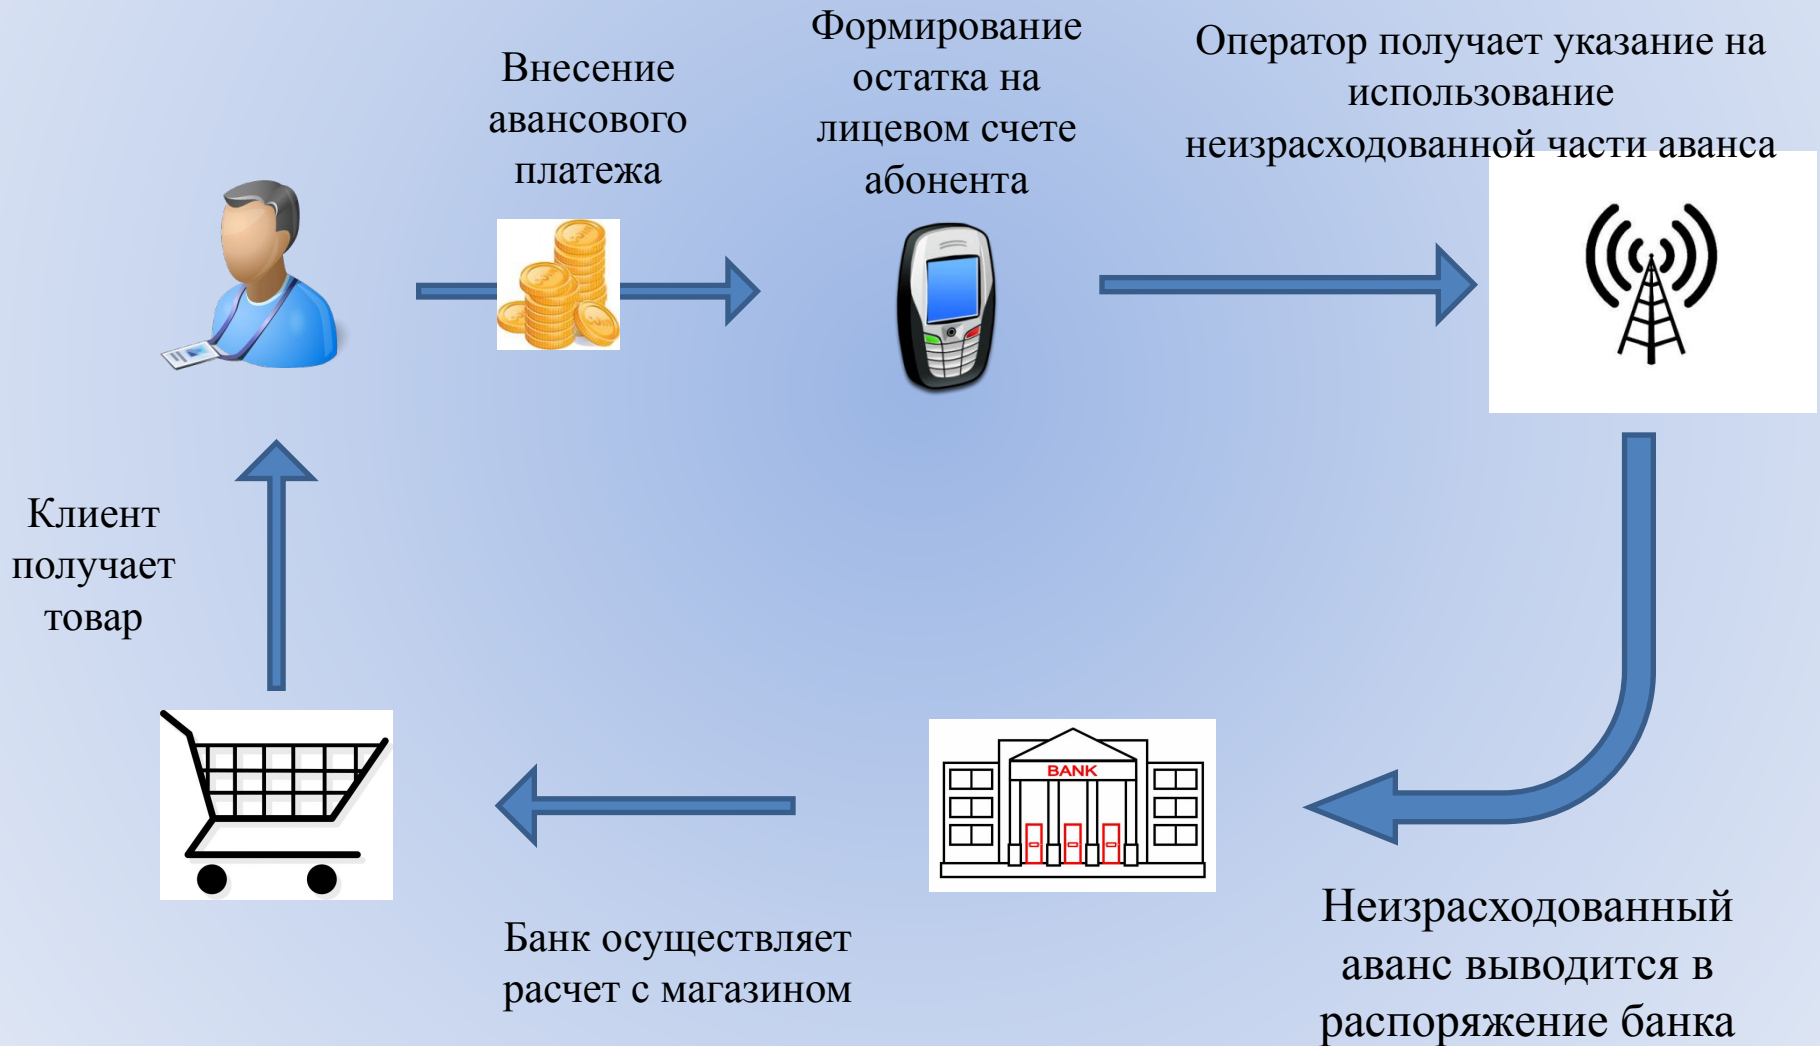 Внесение
авансового
платежа
Формирование
остатка на
лицевом счете
абонента
Оператор получает указание на
использование
неизрасходованной части аванса
Клиент
получает
товар
BANK
Банк осуществляет
расчет с магазином
Неизрасходованный
аванс выводится в
распоряжение банка